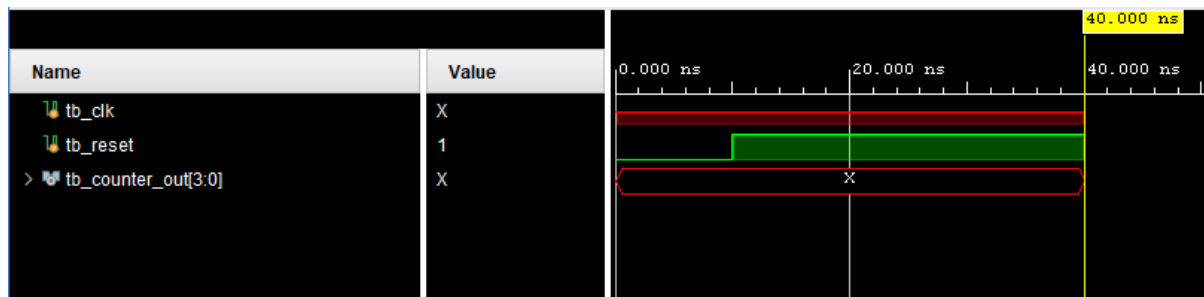 40.000 ns
Name Value 0.000 ns 20.000 ns 40.000 ns
tb_clk X
tb_reset 1
> tb_counter_out[3:0] X X